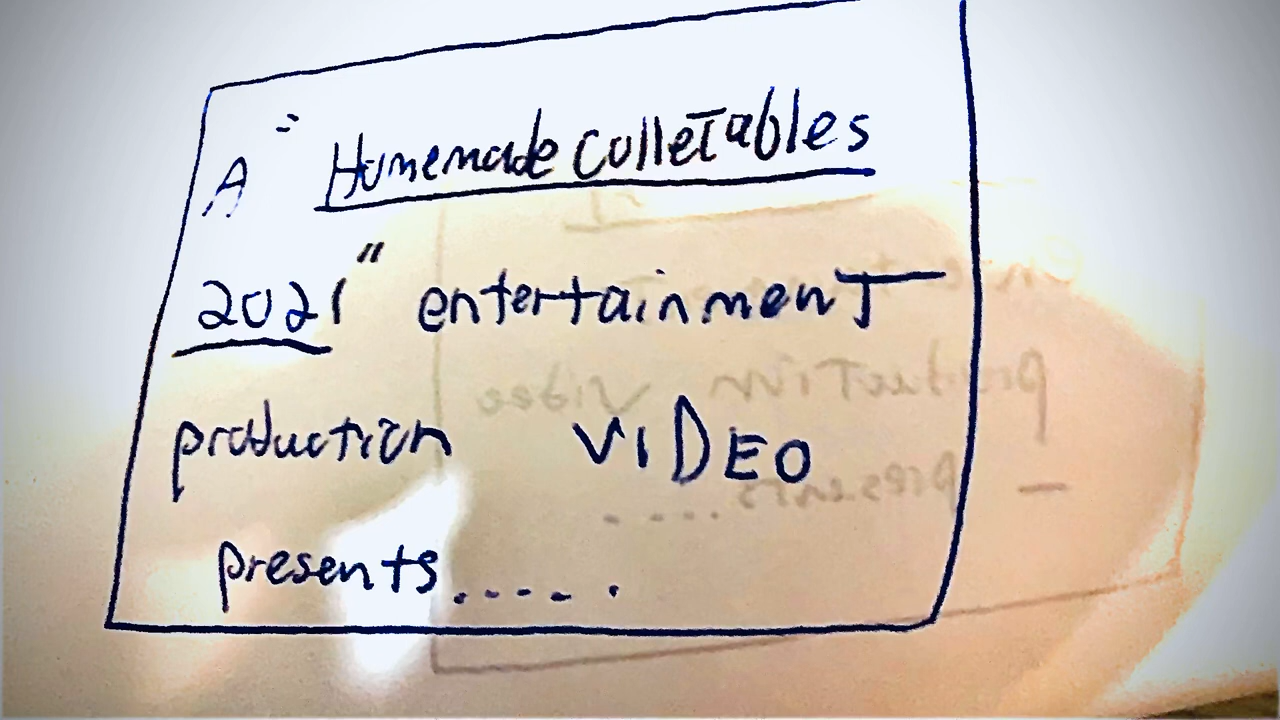 A "Homemade ColleTables
2021" entertainmenT
production VIDEO
presents......